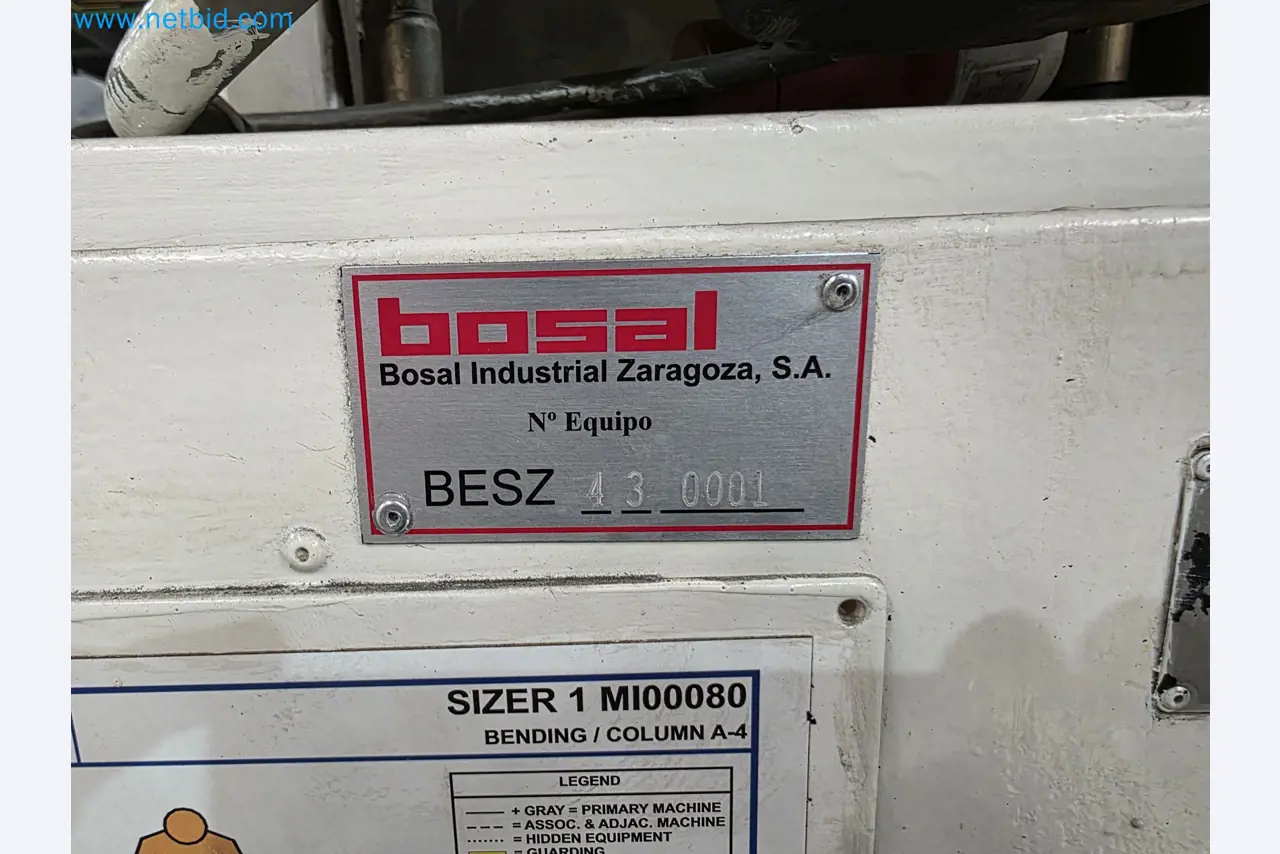 www.netbid.com
bosal
Bosal Industrial Zaragoza, S.A.
Nº Equipo
BESZ 4 3 0001
SIZER 1 MI00080
BENDING / COLUMN A-4
LEGEND
+ GRAY = PRIMARY MACHINE
= ASSOC. & ADJAC. MACHINE
= HIDDEN EQUIPMENT
= GUARDING